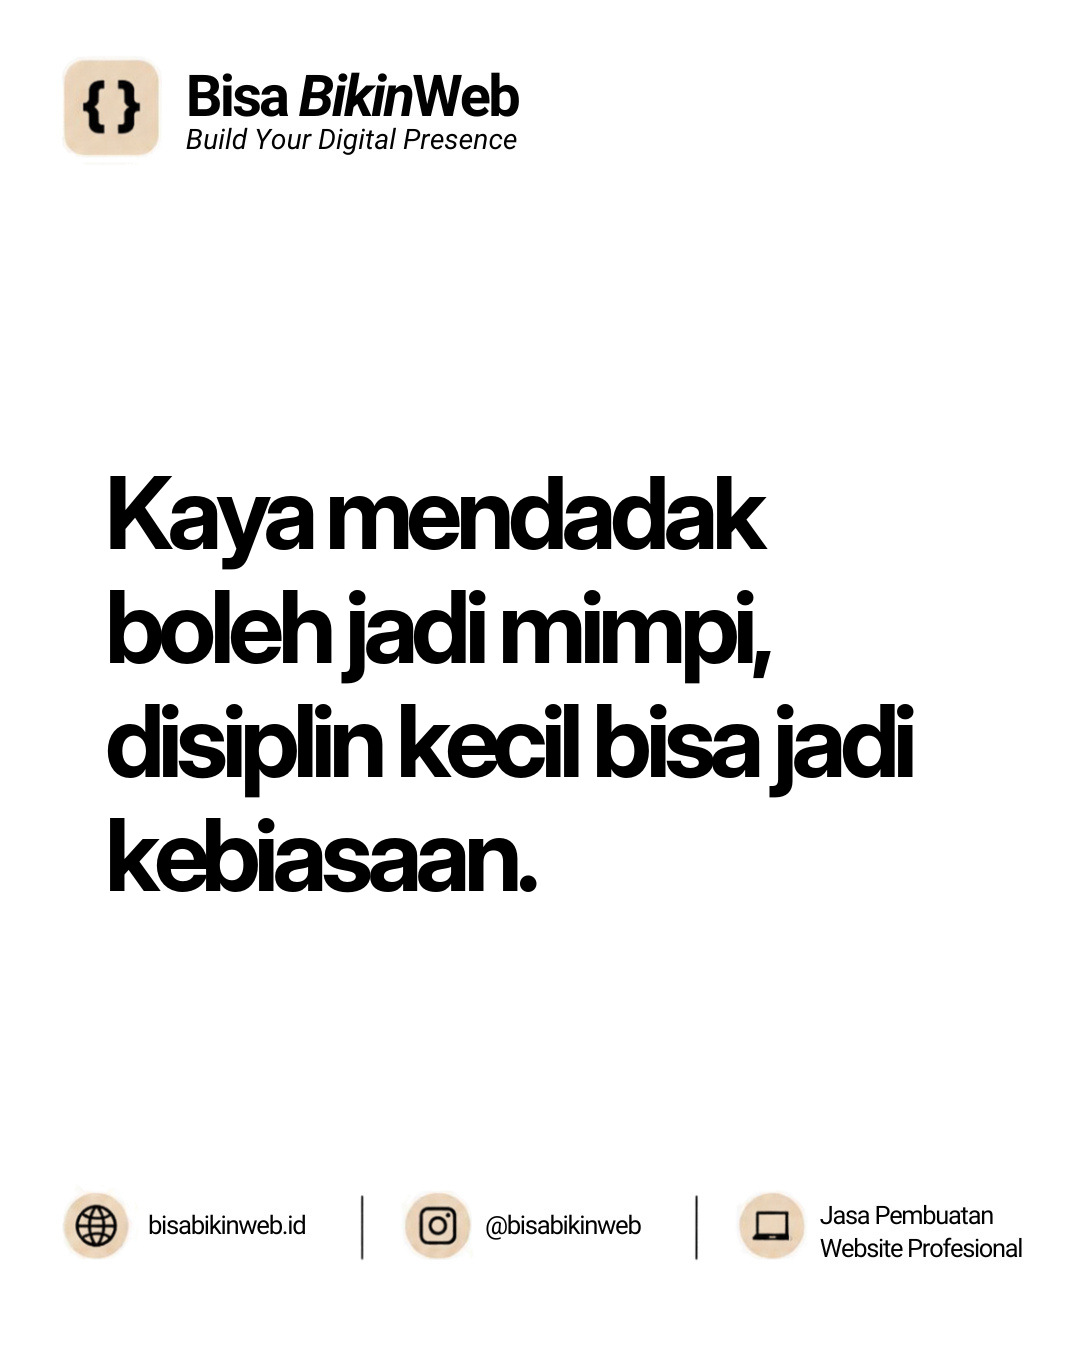 { }
Bisa BikinWeb
Build Your Digital Presence
Kaya mendadak
boleh jadi mimpi,
disiplin kecil bisa jadi
kebiasaan.
bisabikinweb.id
@bisabikinweb
Jasa Pembuatan
Website Profesional